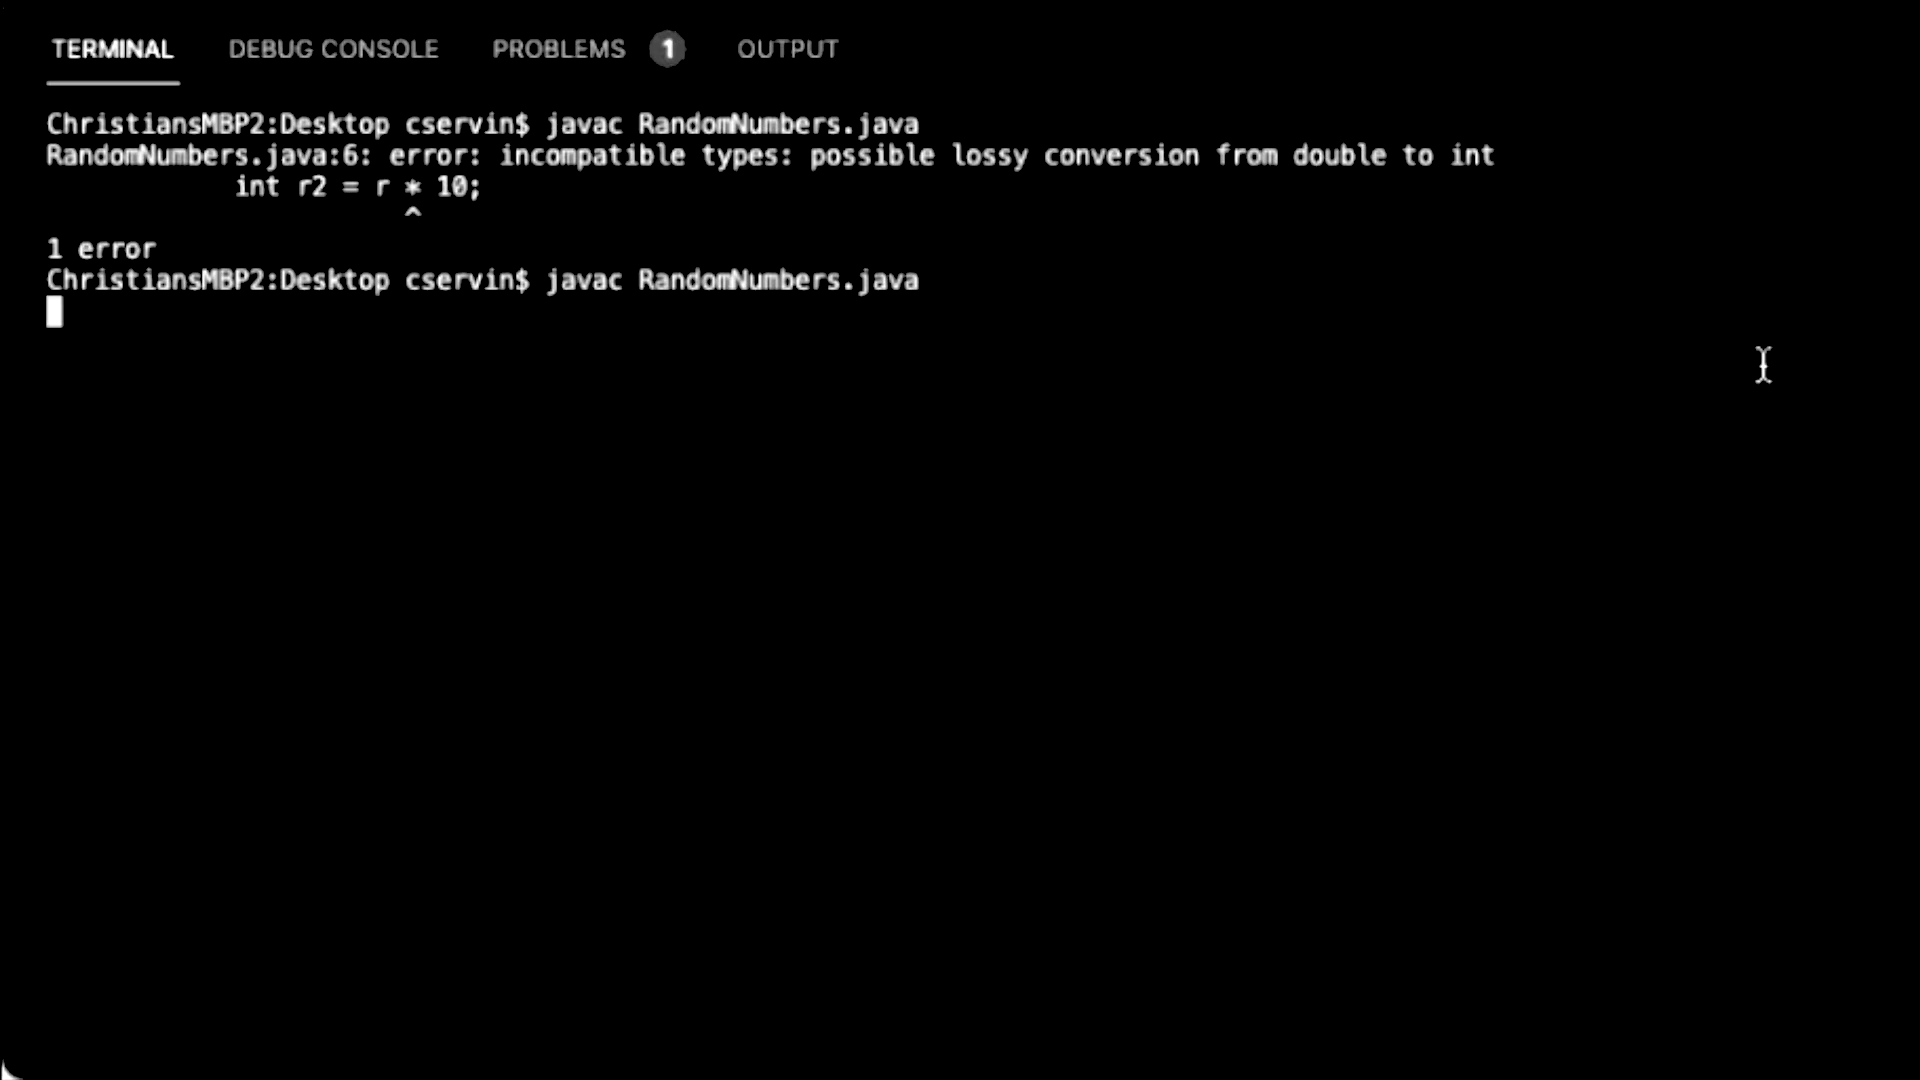 TERMINAL DEBUG CONSOLE PROBLEMS 1 OUTPUT
ChristiansMBP2:Desktop cservin$ javac RandomNumbers.java
RandomNumbers.java:6: error: incompatible types: possible lossy conversion from double to int
int r2 = r * 10;
^
1 error
ChristiansMBP2:Desktop cservin$ javac RandomNumbers.java